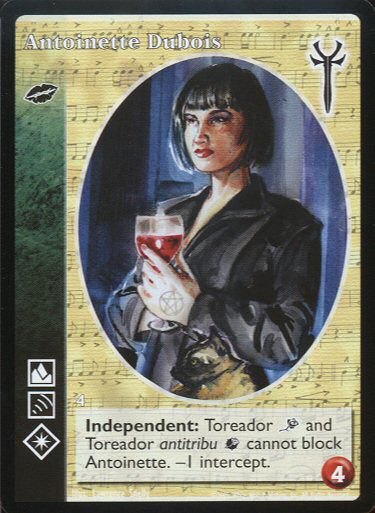 Antoinette Dubois
4
Independent: Toreador and
Toreador antitribu cannot block
Antoinette. –1 intercept.
4